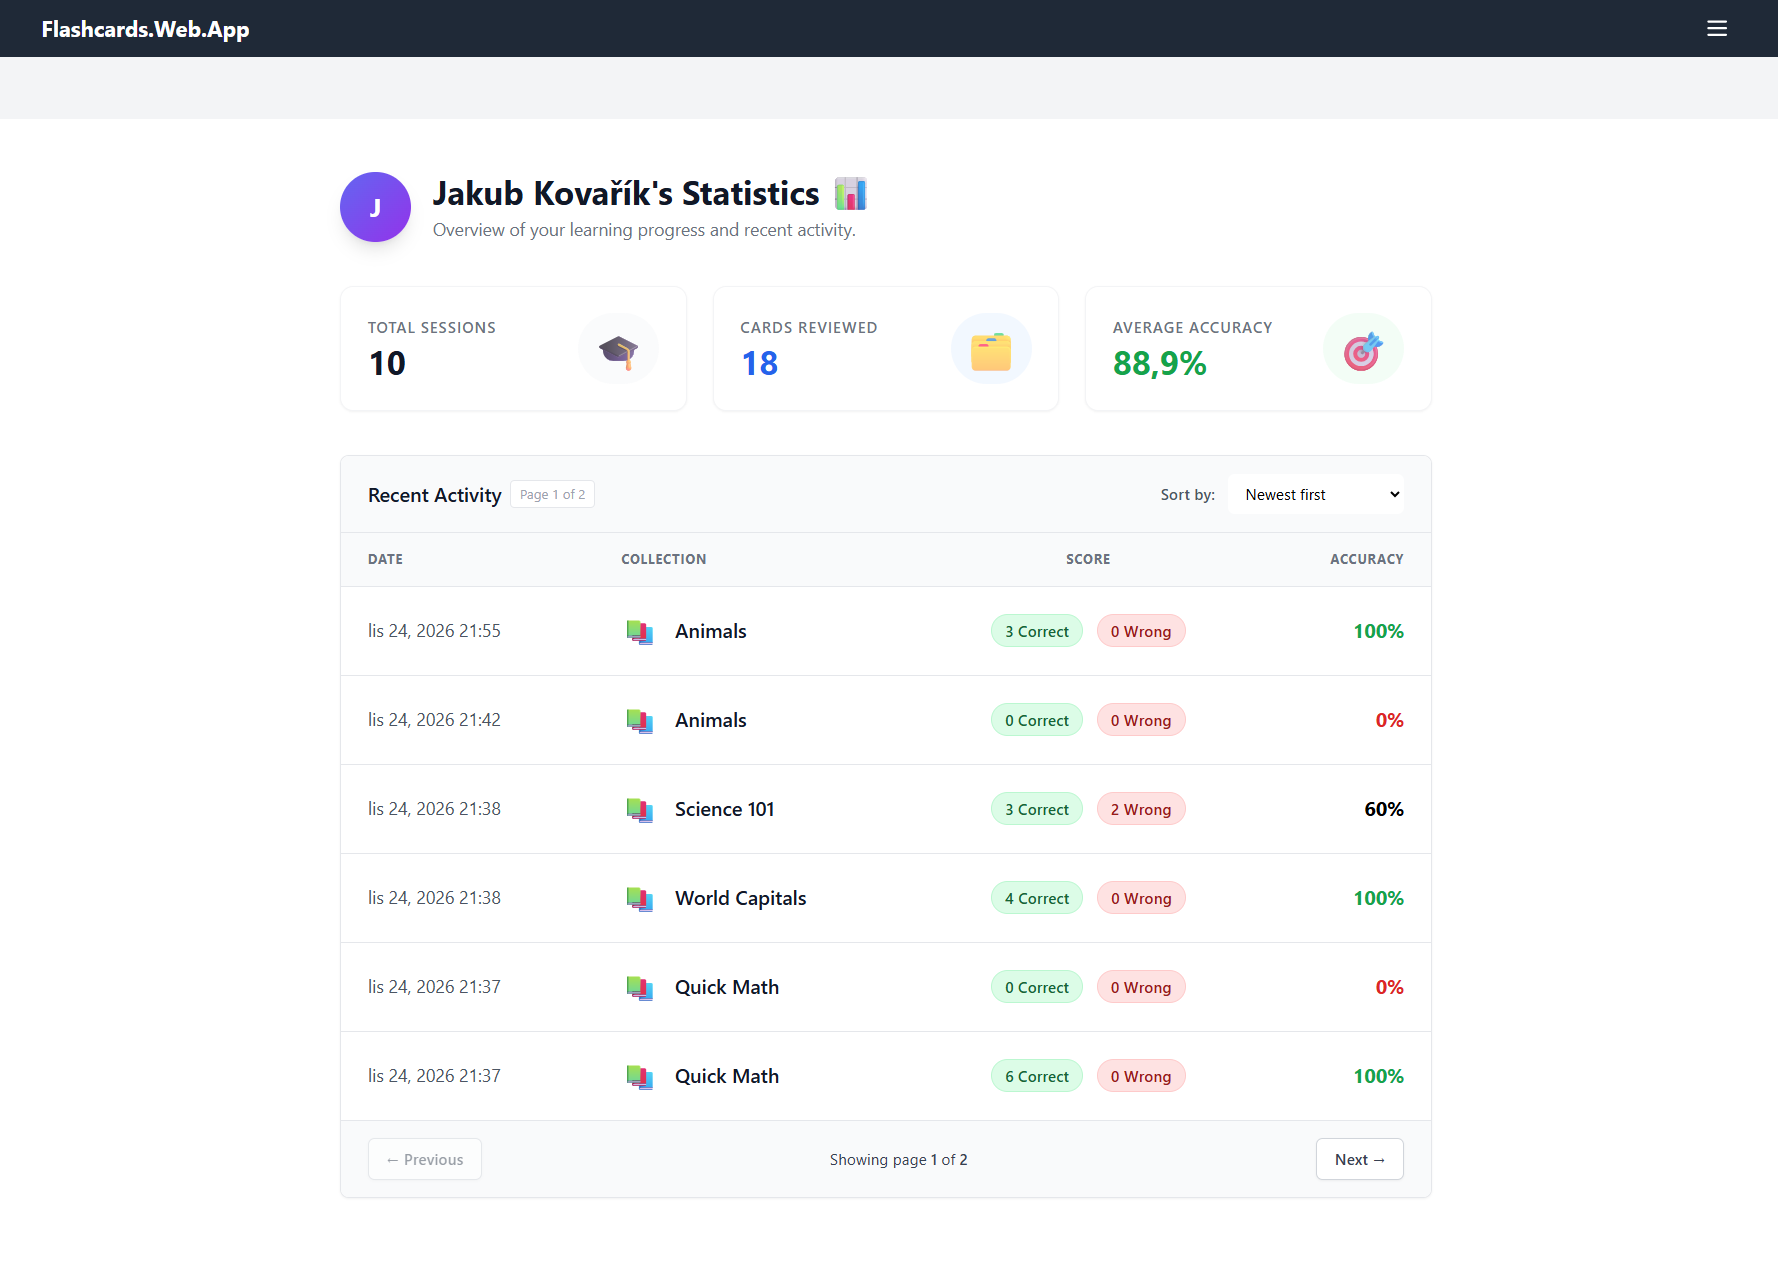 Flashcards.Web.App
J
Jakub Kovařík's Statistics
Overview of your learning progress and recent activity.
TOTAL SESSIONS
10
CARDS REVIEWED
18
AVERAGE ACCURACY
88,9%
Recent Activity Page 1 of 2 Sort by: Newest first
DATE COLLECTION SCORE ACCURACY
lis 24, 2026 21:55 Animals 3 Correct 0 Wrong 100%
lis 24, 2026 21:42 Animals 0 Correct 0 Wrong 0%
lis 24, 2026 21:38 Science 101 3 Correct 2 Wrong 60%
lis 24, 2026 21:38 World Capitals 4 Correct 0 Wrong 100%
lis 24, 2026 21:37 Quick Math 0 Correct 0 Wrong 0%
lis 24, 2026 21:37 Quick Math 6 Correct 0 Wrong 100%
← Previous Showing page 1 of 2 Next →